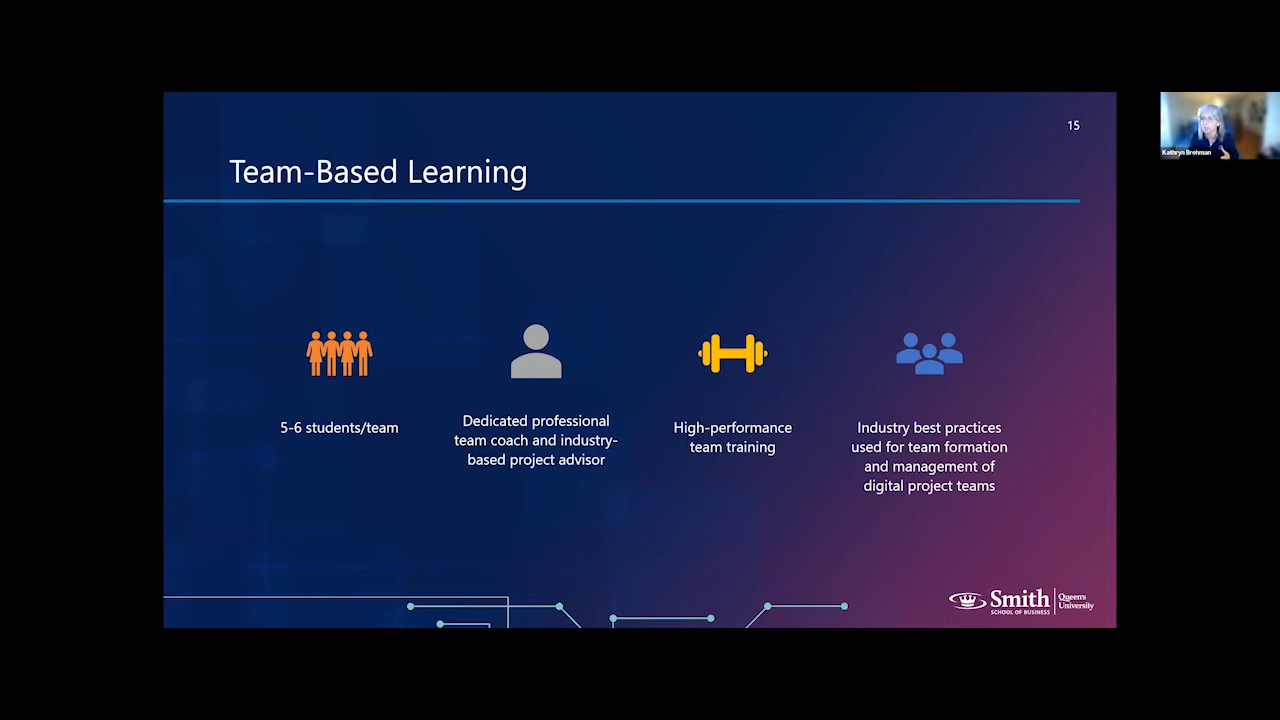 15
Kathryn Brohman
Team-Based Learning
5-6 students/team
Dedicated professional
team coach and industry-
based project advisor
High-performance
team training
Industry best practices
used for team formation
and management of
digital project teams
Smith
SCHOOL OF BUSINESS
Queen's
University